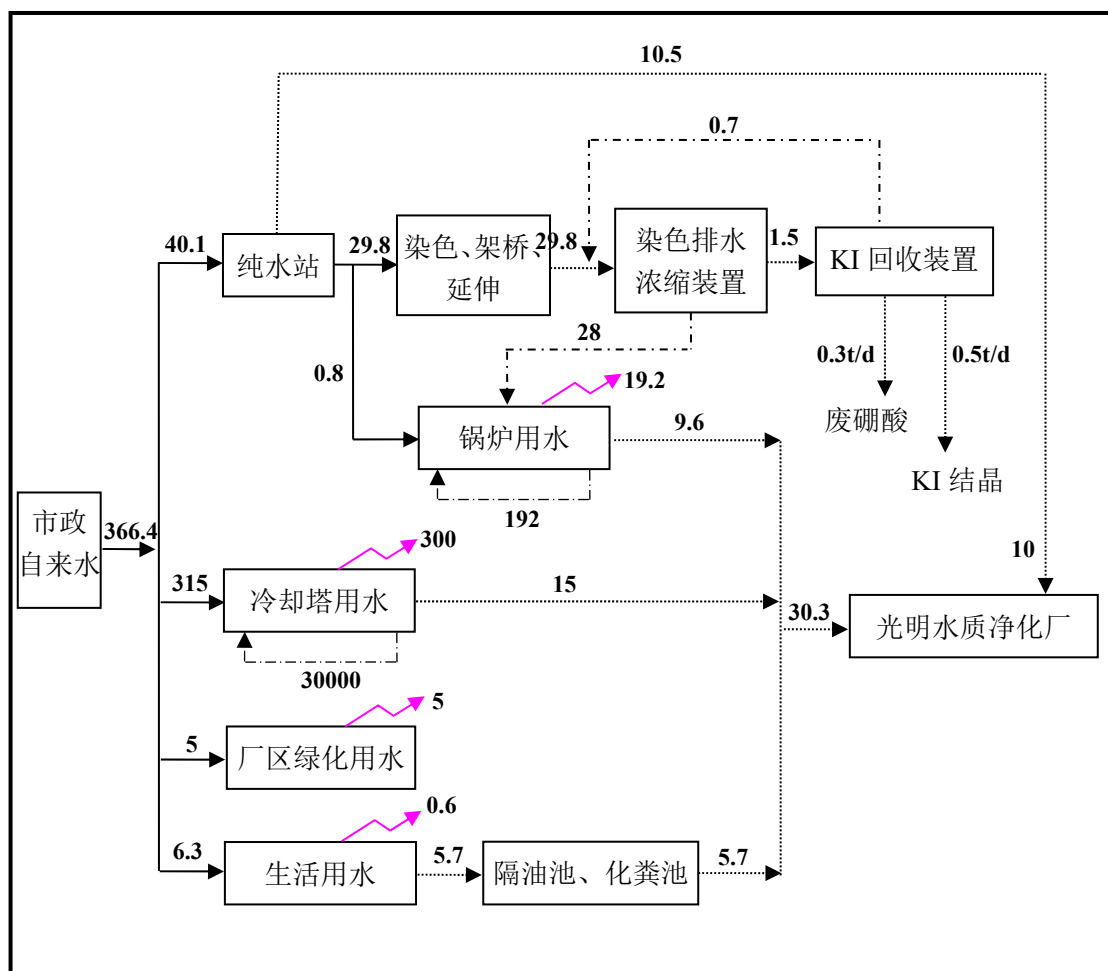 10.5
0.7
40.1
纯水站
29.8
染色、架桥、
延伸
29.8
染色排水
浓缩装置
1.5
KI 回收装置
28
0.8
0.3t/d
0.5t/d
19.2
废硼酸
锅炉用水
9.6
KI 结晶
192
市政
自来水
366.4
300
10
315
冷却塔用水
15
30.3
光明水质净化厂
30000
5
5
厂区绿化用水
0.6
6.3
生活用水
5.7
隔油池、化粪池
5.7